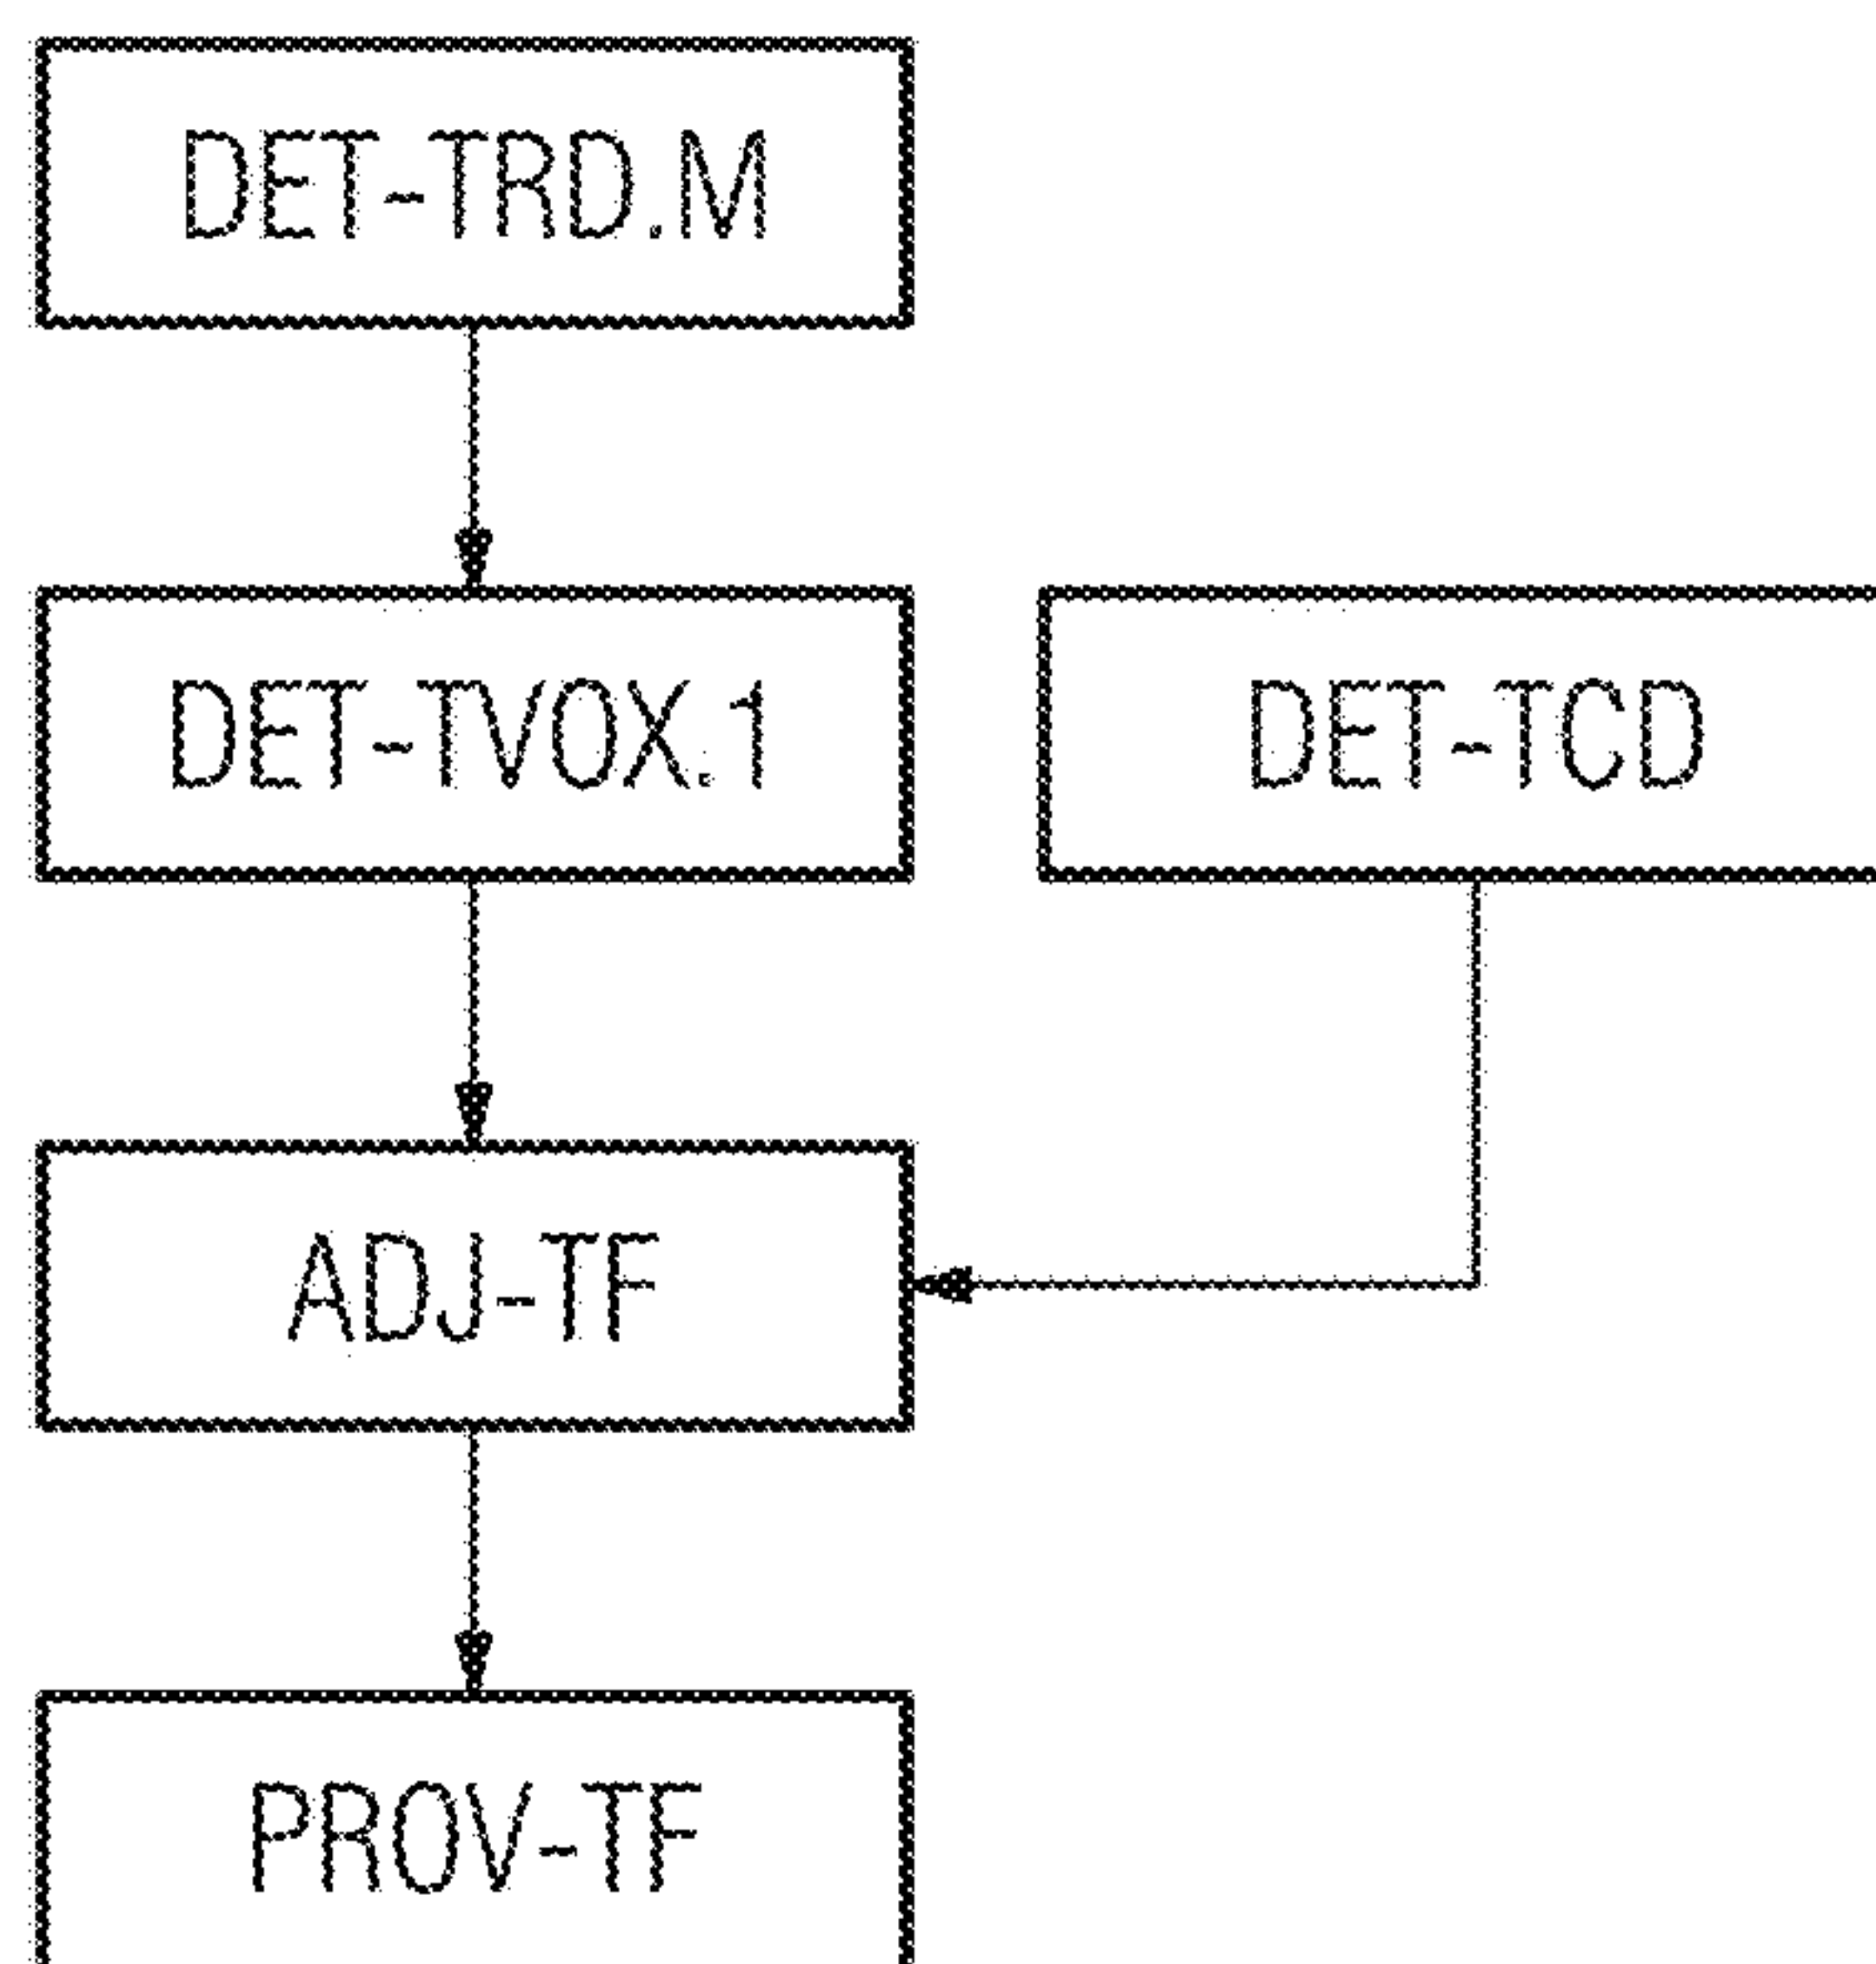 DET-TRD.M
DET-TVOX.1
DET-TCD
ADJ-TF
PROV-TF